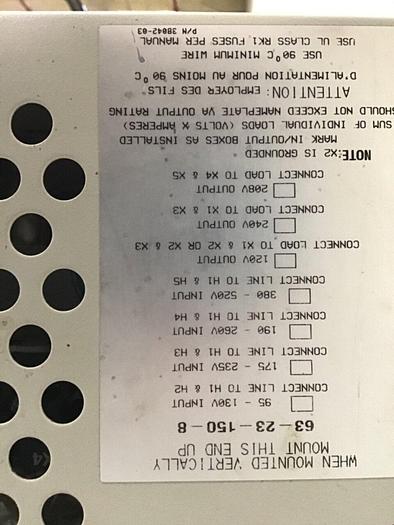 WHEN MOUNTED VERTICALLY
MOUNT THIS END UP
63-23-150-8
95 - 130V INPUT
CONNECT LINE TO H1 & H2
175 - 235V INPUT
CONNECT LINE TO H1 & H3
190 - 260V INPUT
CONNECT LINE TO H1 & H4
380 - 520V INPUT
CONNECT LINE TO H1 & H5
120V OUTPUT
CONNECT LOAD TO X1 & X2 OR X2 & X3
240V OUTPUT
CONNECT LOAD TO X1 & X3
208V OUTPUT
CONNECT LOAD TO X4 & X5
NOTE:X2 IS GROUNDED
MARK IN/OUTPUT BOXES AS INSTALLED
SUM OF INDIVIDUAL LOADS (VOLTS X AMPERES)
SHOULD NOT EXCEED NAMEPLATE VA OUTPUT RATING
ATTENTION: EMPLOYER DES FILS
D'ALIMENTATION POUR AU MOINS 90°C
USE 90°C MINIMUM WIRE
USE UL CLASS RK1 FUSES PER MANUAL
P/N 38042-03